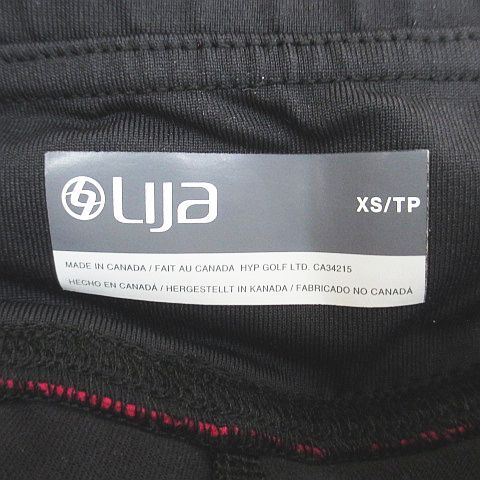 LIJA
XS/TP
MADE IN CANADA / FAIT AU CANADA HYP GOLF LTD. CA34215
HECHO EN CANADÁ / HERGESTELLT IN KANADA / FABRICADO NO CANADÁ